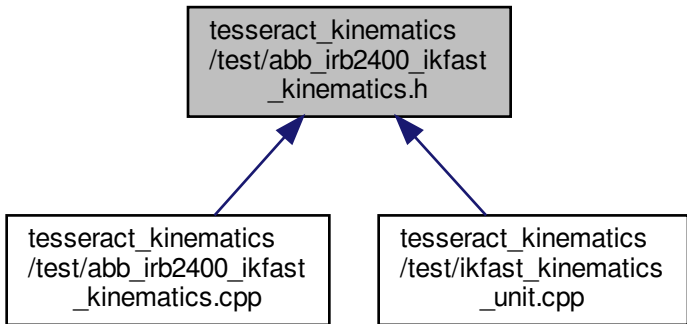 tesseract_kinematics
/test/abb_irb2400_ikfast
_kinematics.h
tesseract_kinematics
/test/abb_irb2400_ikfast
_kinematics.cpp
tesseract_kinematics
/test/ikfast_kinematics
_unit.cpp